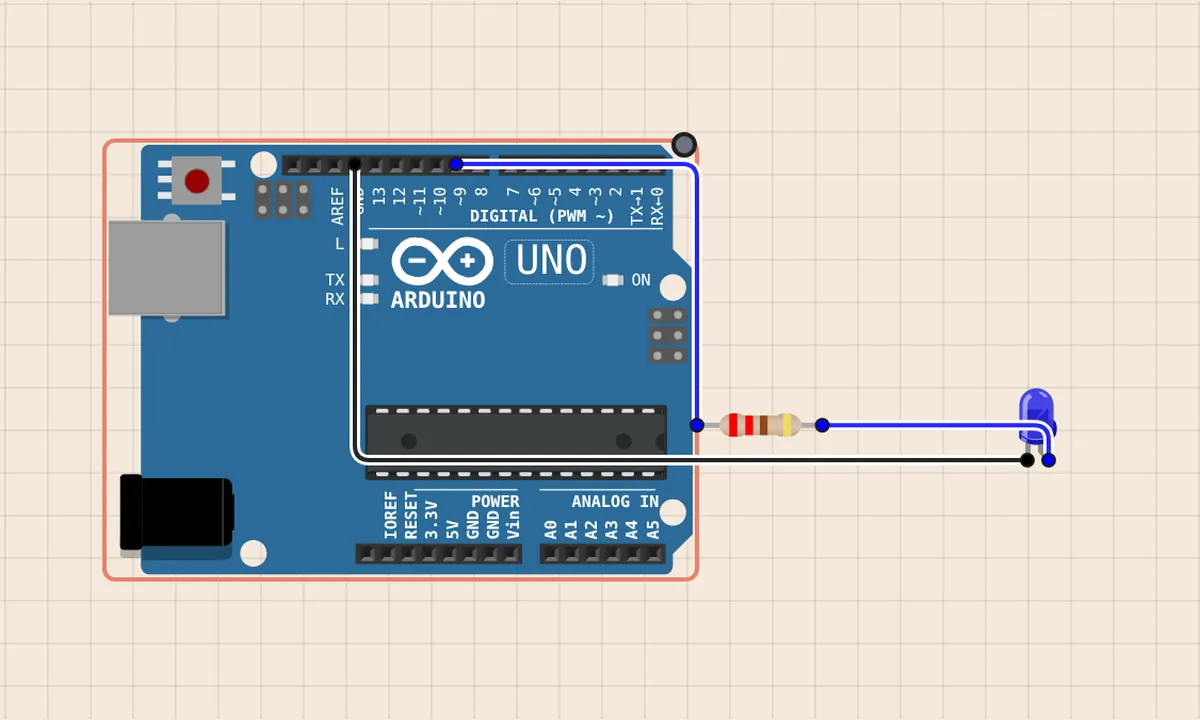 AREF
GND
13
12
~11
~10
~9
8
7
~6
~5
4
~3
2
TX→1
RX←0
DIGITAL (PWM ~)
L
TX
RX
UNO
ON
ARDUINO
IOREF
RESET
3.3V
5V
GND
GND
Vin
POWER
ANALOG IN
A0
A1
A2
A3
A4
A5